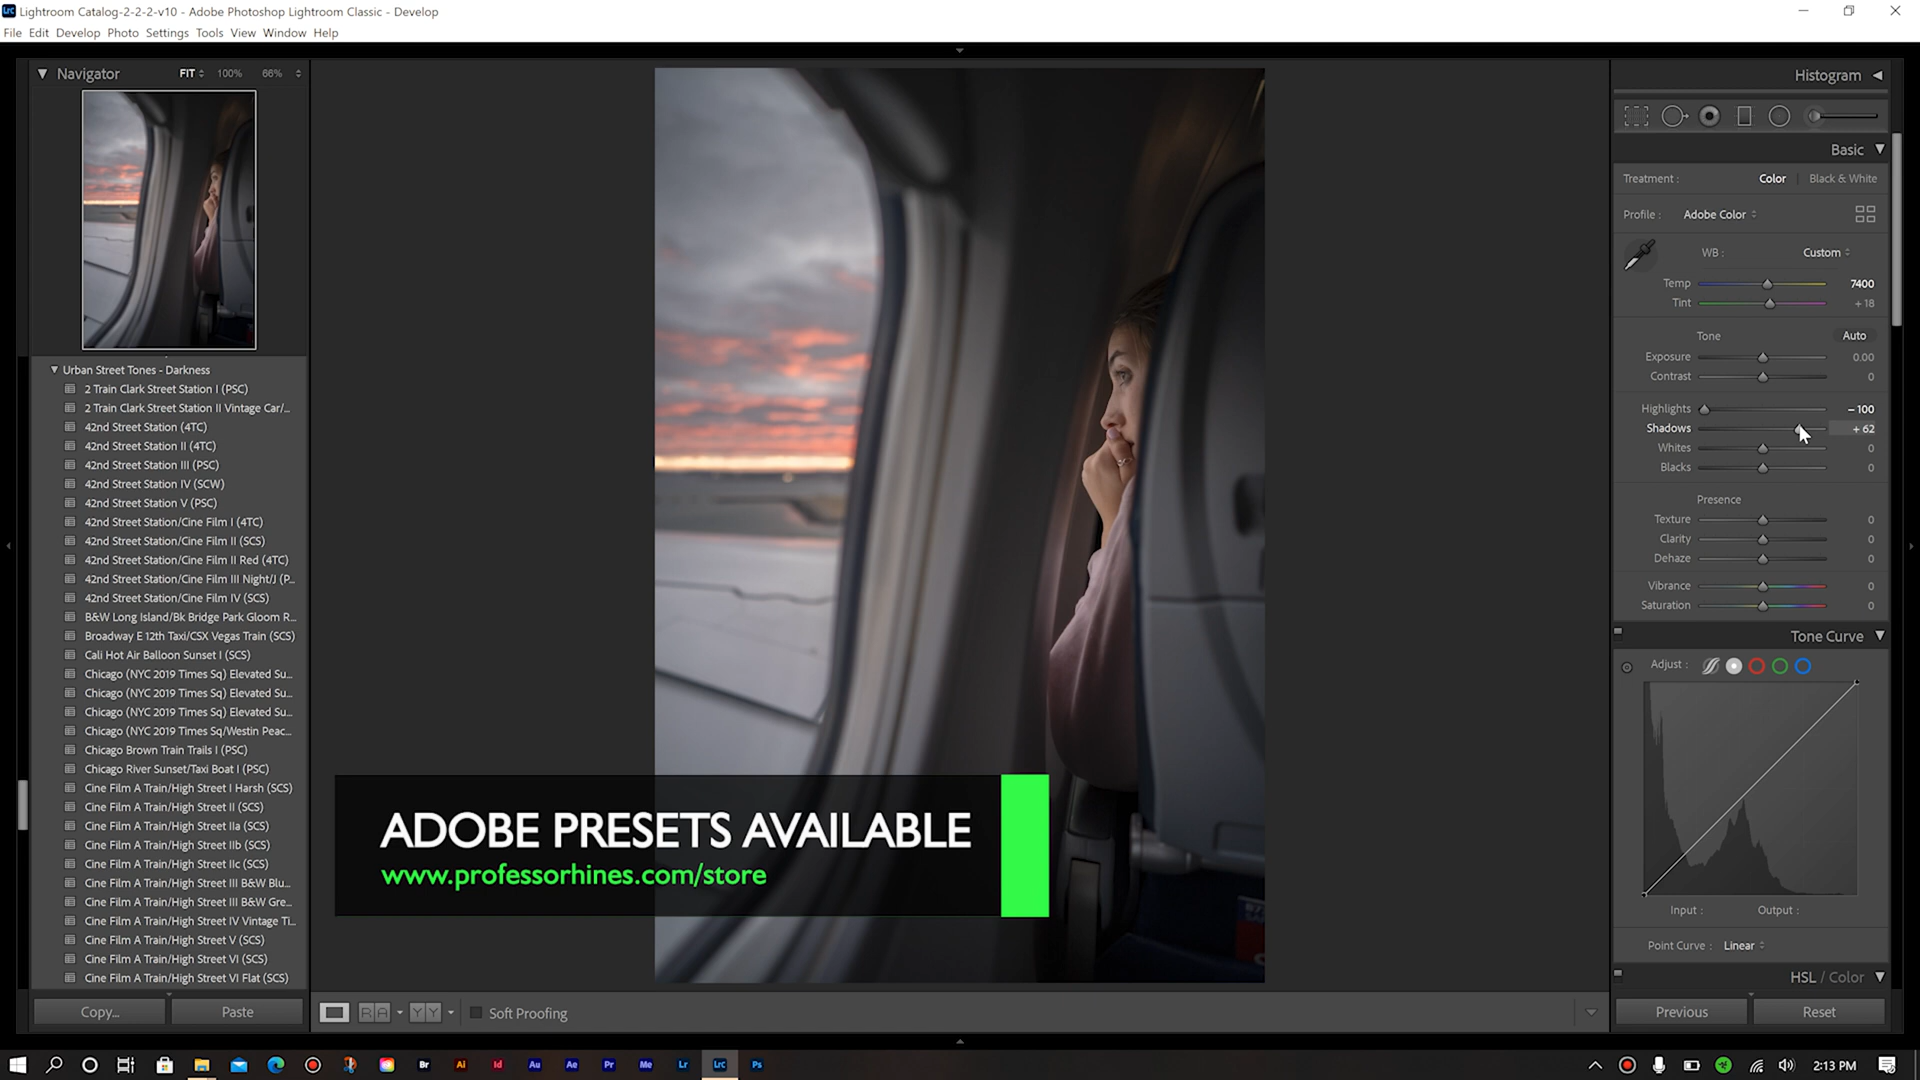 Lightroom Catalog-2-2-2-v10 - Adobe Photoshop Lightroom Classic - Develop
File Edit Develop Photo Settings Tools View Window Help
Navigator FIT 100% 66%
Urban Street Tones - Darkness
2 Train Clark Street Station I (PSC)
2 Train Clark Street Station II Vintage Car/...
42nd Street Station (4TC)
42nd Street Station II (4TC)
42nd Street Station III (PSC)
42nd Street Station IV (SCW)
42nd Street Station V (PSC)
42nd Street Station/Cine Film I (4TC)
42nd Street Station/Cine Film II (SCS)
42nd Street Station/Cine Film II Red (4TC)
42nd Street Station/Cine Film III Night/J (P...
42nd Street Station/Cine Film IV (SCS)
B&W Long Island/Bk Bridge Park Gloom R...
Broadway E 12th Taxi/CSX Vegas Train (SCS)
Cali Hot Air Balloon Sunset I (SCS)
Chicago (NYC 2019 Times Sq) Elevated Su...
Chicago (NYC 2019 Times Sq) Elevated Su...
Chicago (NYC 2019 Times Sq) Elevated Su...
Chicago (NYC 2019 Times Sq/Westin Peac...
Chicago Brown Train Trails I (PSC)
Chicago River Sunset/Taxi Boat I (PSC)
Cine Film A Train/High Street I Harsh (SCS)
Cine Film A Train/High Street II (SCS)
Cine Film A Train/High Street IIa (SCS)
Cine Film A Train/High Street IIb (SCS)
Cine Film A Train/High Street IIc (SCS)
Cine Film A Train/High Street III B&W Blu...
Cine Film A Train/High Street III B&W Gre...
Cine Film A Train/High Street IV Vintage Ti...
Cine Film A Train/High Street V (SCS)
Cine Film A Train/High Street VI (SCS)
Cine Film A Train/High Street VI Flat (SCS)
Copy... Paste
ADOBE PRESETS AVAILABLE
www.professorhines.com/store
Soft Proofing
Histogram
Basic
Treatment : Color Black & White
Profile : Adobe Color
WB : Custom
Temp 7400
Tint + 18
Tone Auto
Exposure 0.00
Contrast 0
Highlights – 100
Shadows + 62
Whites 0
Blacks 0
Presence
Texture 0
Clarity 0
Dehaze 0
Vibrance 0
Saturation 0
Tone Curve
Adjust :
Input : Output :
Point Curve : Linear
HSL / Color
Previous Reset
Br Ai Id Au Ae Pr Me Lr Lrc Ps
2:13 PM